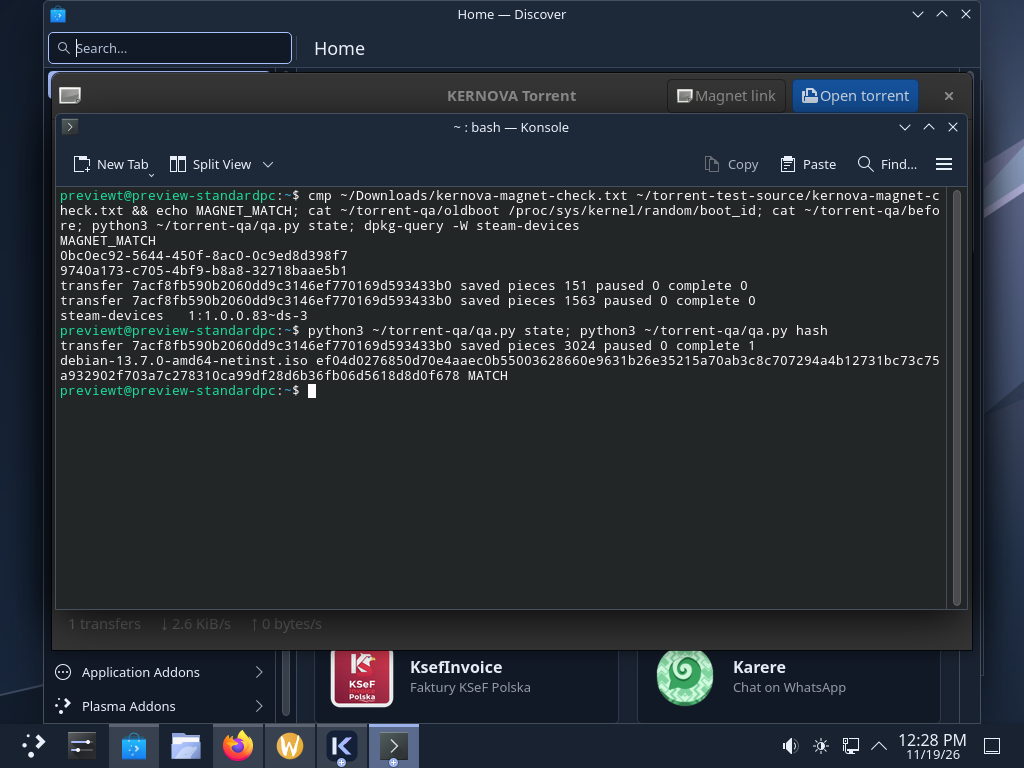 Home — Discover
Search...
Home
KERNOVA Torrent
Magnet link
Open torrent
~ : bash — Konsole
New Tab
Split View
Copy
Paste
Find...
previewt@preview-standardpc:~$ cmp ~/Downloads/kernova-magnet-check.txt ~/torrent-test-source/kernova-magnet-c
heck.txt && echo MAGNET_MATCH; cat ~/torrent-qa/oldboot /proc/sys/kernel/random/boot_id; cat ~/torrent-qa/befo
re; python3 ~/torrent-qa/qa.py state; dpkg-query -W steam-devices
MAGNET_MATCH
0bc0ec92-5644-450f-8ac0-0c9ed8d398f7
9740a173-c705-4bf9-b8a8-32718baae5b1
transfer 7acf8fb590b2060dd9c3146ef770169d593433b0 saved pieces 151 paused 0 complete 0
transfer 7acf8fb590b2060dd9c3146ef770169d593433b0 saved pieces 1563 paused 0 complete 0
steam-devices   1:1.0.0.83~ds-3
previewt@preview-standardpc:~$ python3 ~/torrent-qa/qa.py state; python3 ~/torrent-qa/qa.py hash
transfer 7acf8fb590b2060dd9c3146ef770169d593433b0 saved pieces 3024 paused 0 complete 1
debian-13.7.0-amd64-netinst.iso ef04d0276850d70e4aaec0b55003628660e9631b26e35215a70ab3c8c707294a4b12731bc73c75
a932902f703a7c278310ca99df28d6b36fb06d5618d8d0f678 MATCH
previewt@preview-standardpc:~$
1 transfers ↓ 2.6 KiB/s ↑ 0 bytes/s
Application Addons
Plasma Addons
KSeF
Invoice
Polska
KsefInvoice
Faktury KSeF Polska
Karere
Chat on WhatsApp
12:28 PM
11/19/26